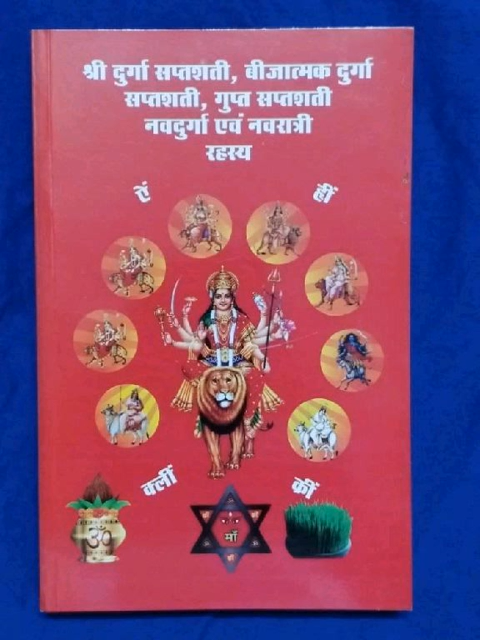 श्री दुर्गा सप्तशती, बीजात्मक दुर्गा
सप्तशती, गुप्त सप्तशती
नवदुर्गा एवं नवरात्री
रहस्य
ऐं
ह्रीं
क्लीं
क्रीं
ॐ
माँ